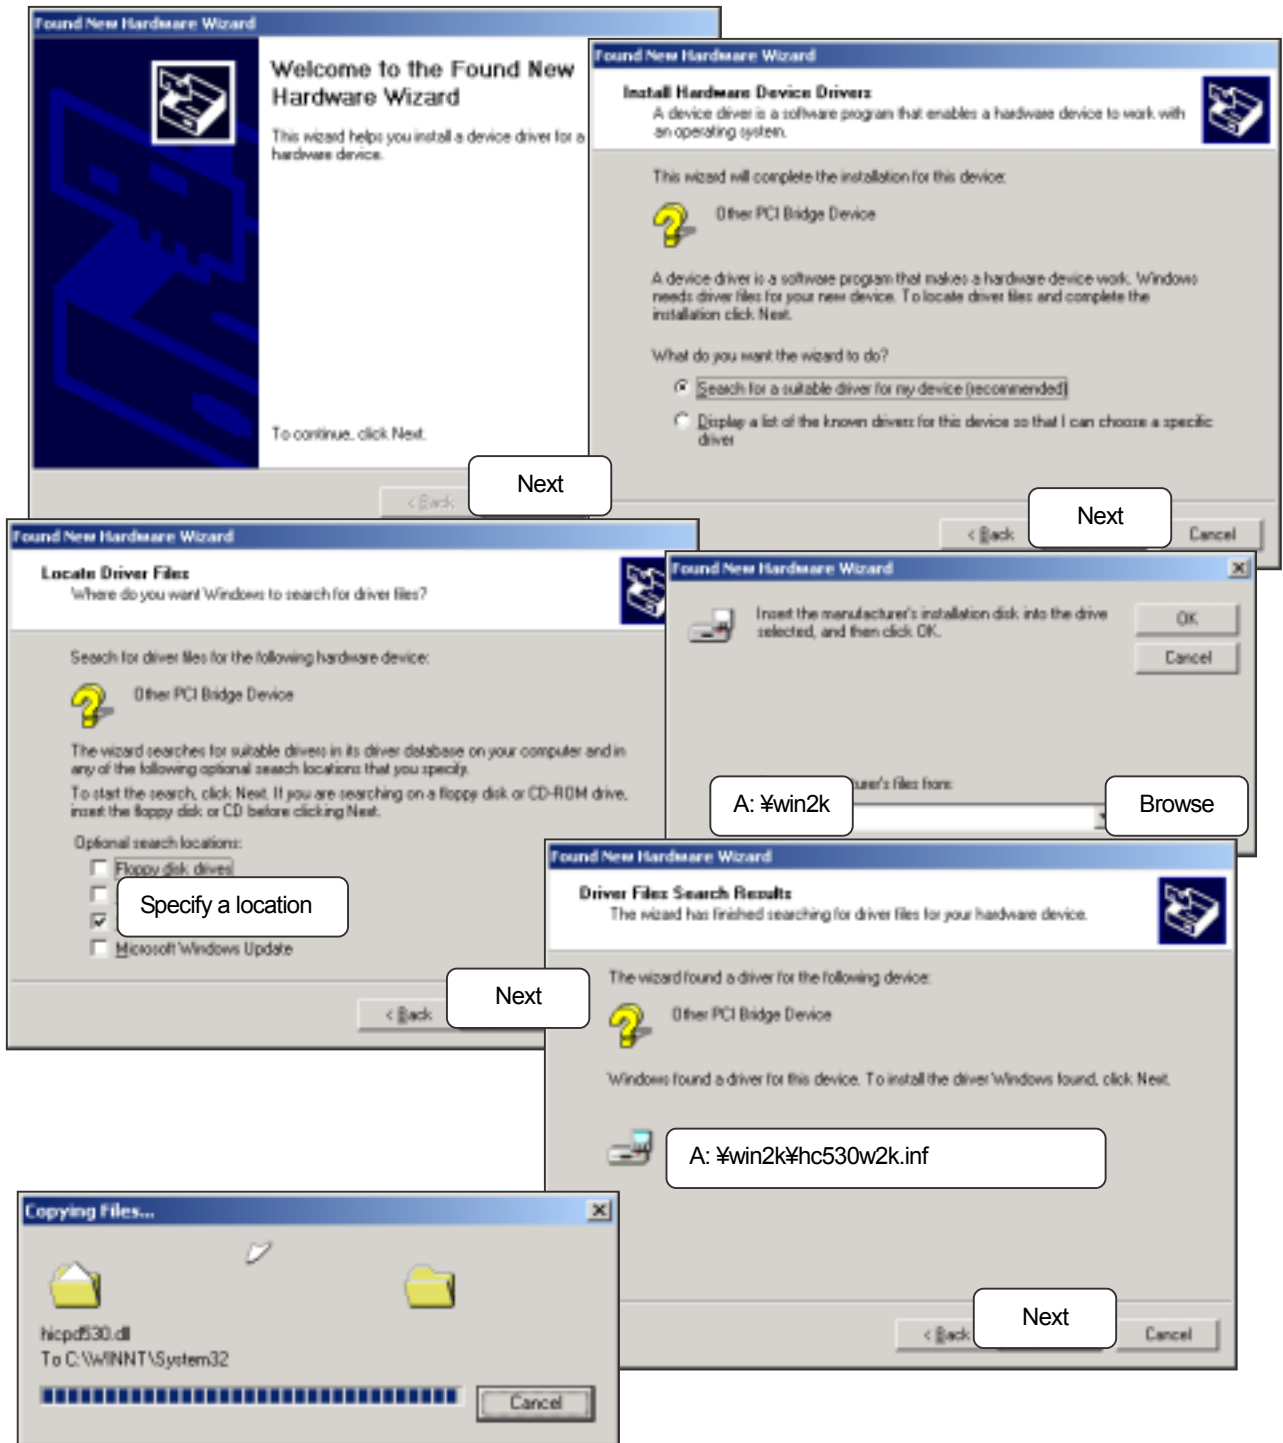 Found New Hardware Wizard
Welcome to the Found New
Hardware Wizard
This wizard helps you install a device driver for a
hardware device.
To continue, click Next.
< Back
Next
Found New Hardware Wizard
Install Hardware Device Drivers
A device driver is a software program that enables a hardware device to work with
an operating system.
This wizard will complete the installation for this device:
Other PCI Bridge Device
A device driver is a software program that makes a hardware device work. Windows
needs driver files for your new device. To locate driver files and complete the
installation click Next.
What do you want the wizard to do?
Search for a suitable driver for my device (recommended)
Display a list of the known drivers for this device so that I can choose a specific
driver
< Back
Next
Cancel
Found New Hardware Wizard
Locate Driver Files
Where do you want Windows to search for driver files?
Search for driver files for the following hardware device:
Other PCI Bridge Device
The wizard searches for suitable drivers in its driver database on your computer and in
any of the following optional search locations that you specify.
To start the search, click Next. If you are searching on a floppy disk or CD-ROM drive,
insert the floppy disk or CD before clicking Next.
Optional search locations:
Floppy disk drives
Specify a location
Microsoft Windows Update
< Back
Next
Found New Hardware Wizard
Insert the manufacturer's installation disk into the drive
selected, and then click OK.
OK
Cancel
files from:
A: ¥win2k
Browse
Found New Hardware Wizard
Driver Files Search Results
The wizard has finished searching for driver files for your hardware device.
The wizard found a driver for the following device:
Other PCI Bridge Device
Windows found a driver for this device. To install the driver Windows found, click Next.
A: ¥win2k¥hc530w2k.inf
< Back
Next
Cancel
Copying Files...
hicpd530.dll
To C:\WINNT\System32
Cancel